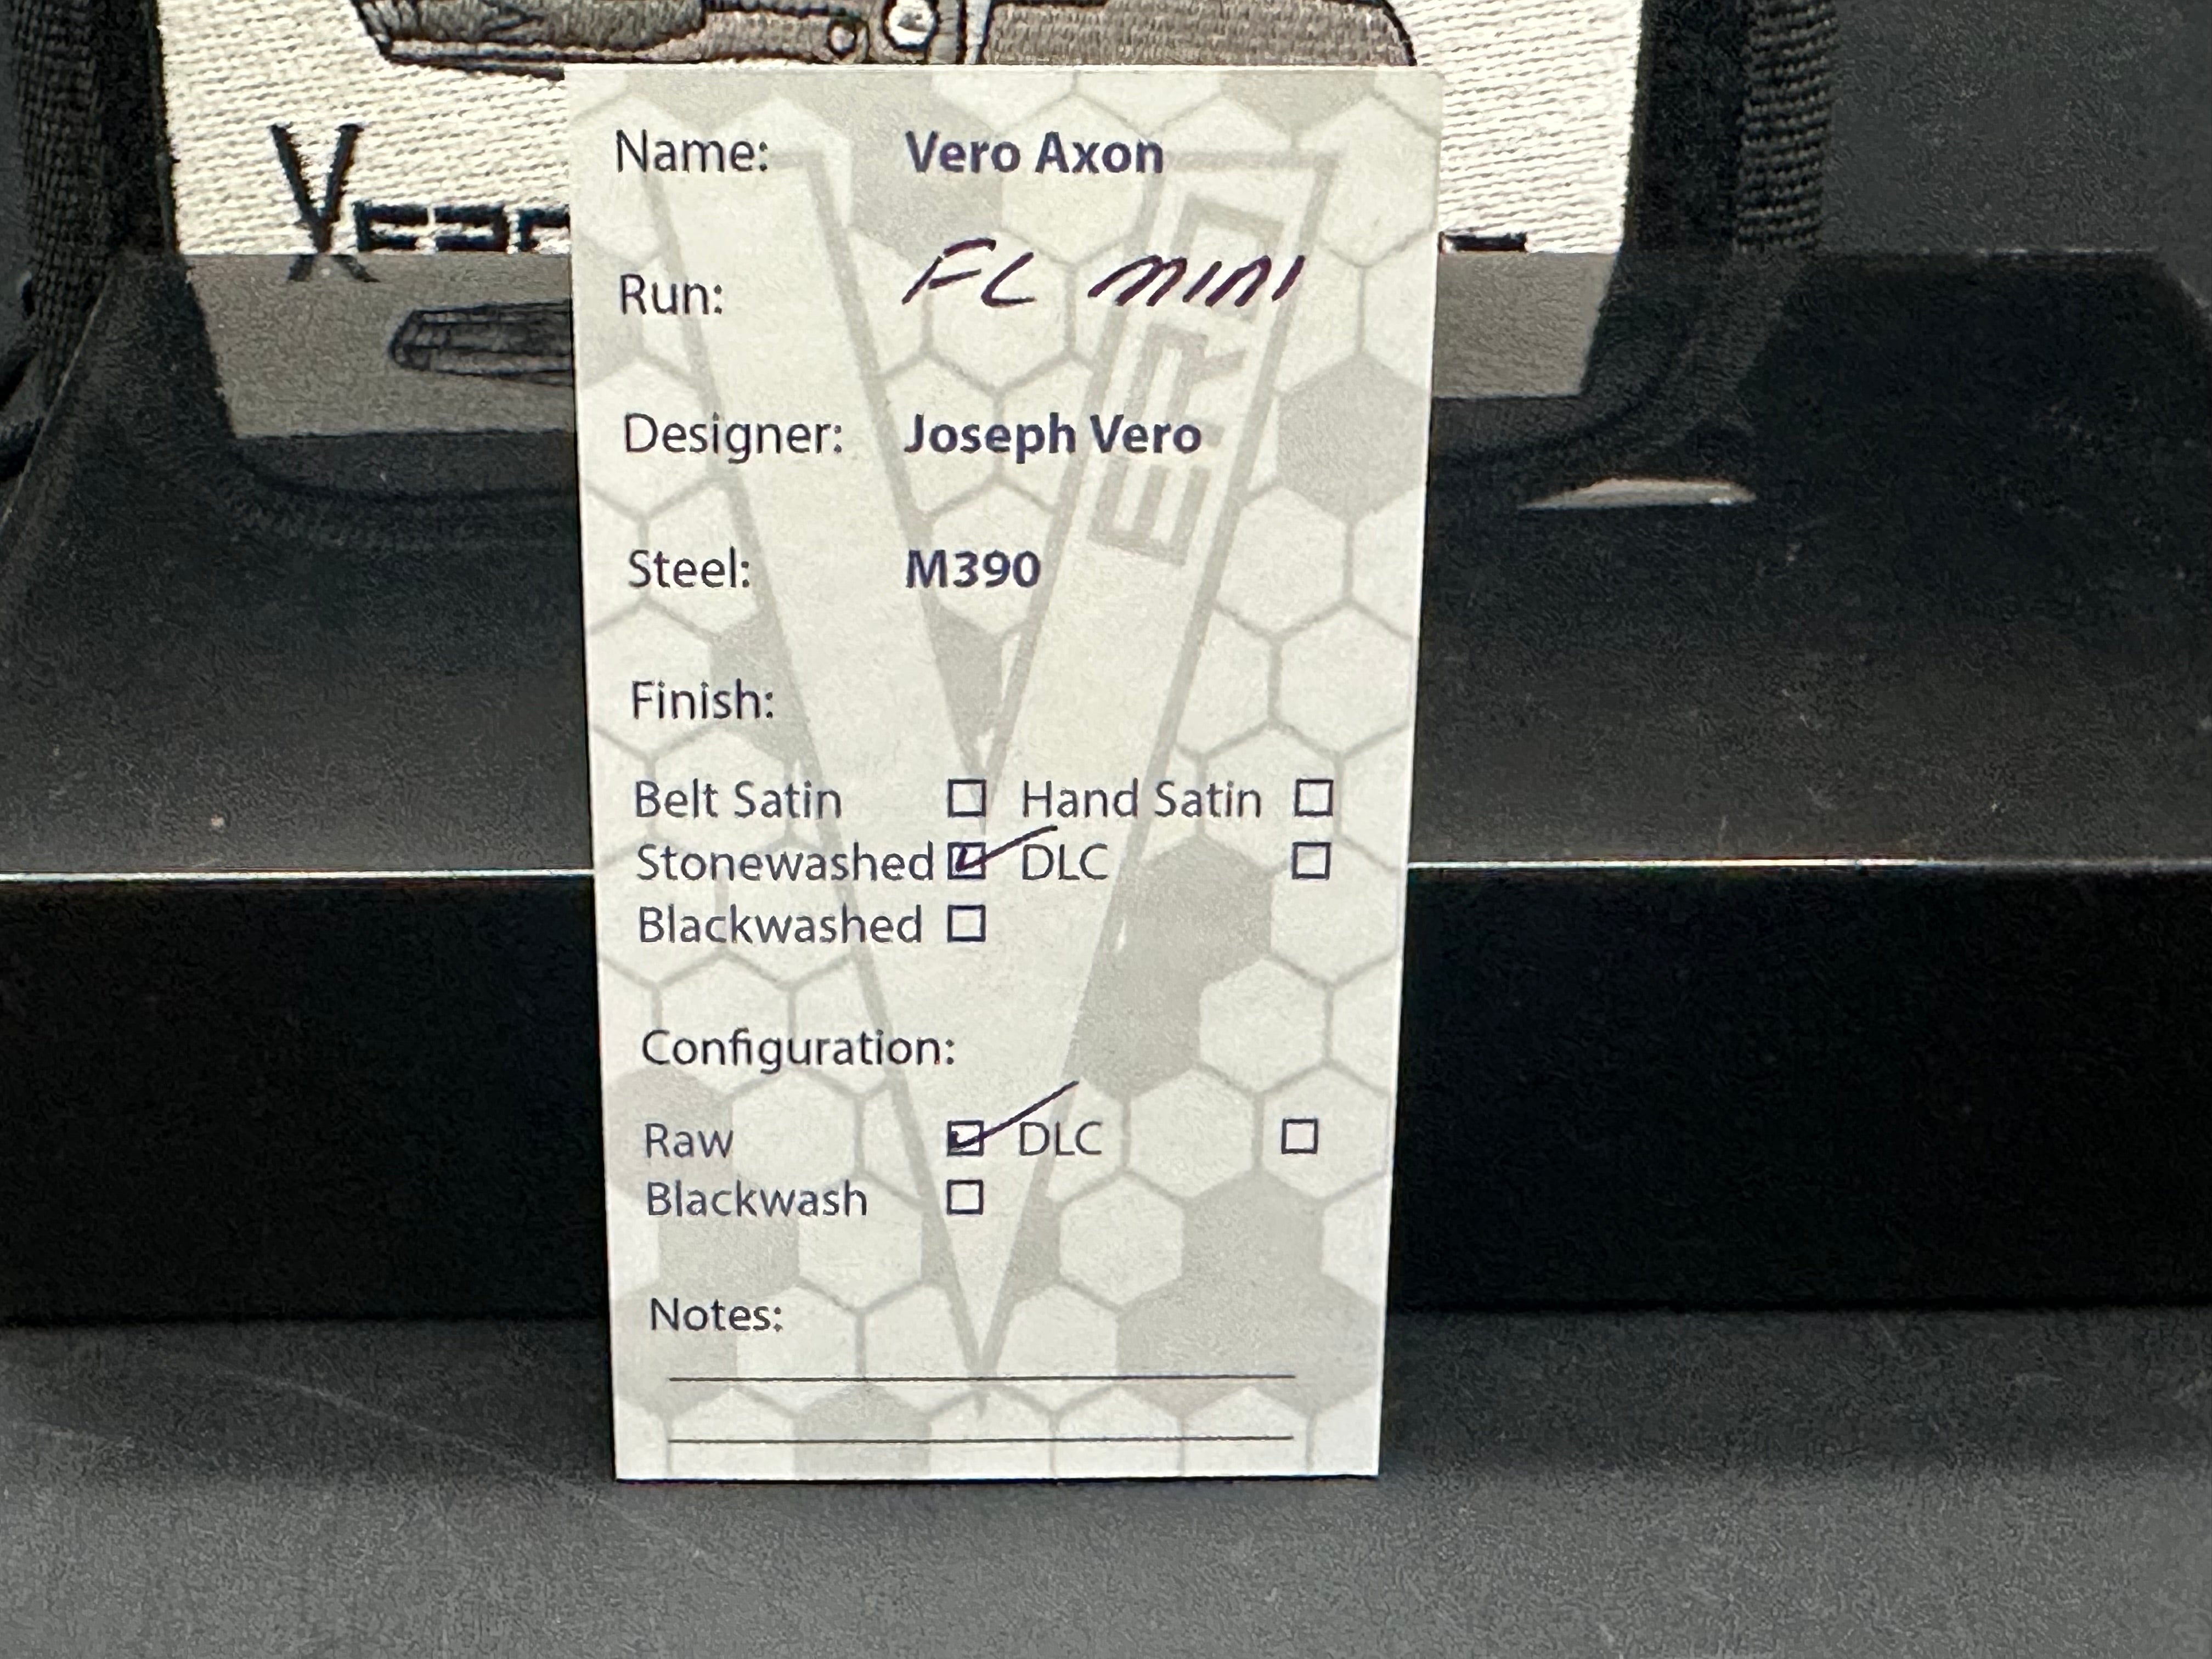 Name: Vero Axon
Run: FL mini
Designer: Joseph Vero
Steel: M390
Finish:
Belt Satin ☐ Hand Satin ☐
Stonewashed ☑ DLC ☐
Blackwashed ☐
Configuration:
Raw ☑ DLC ☐
Blackwash ☐
Notes:
VERO